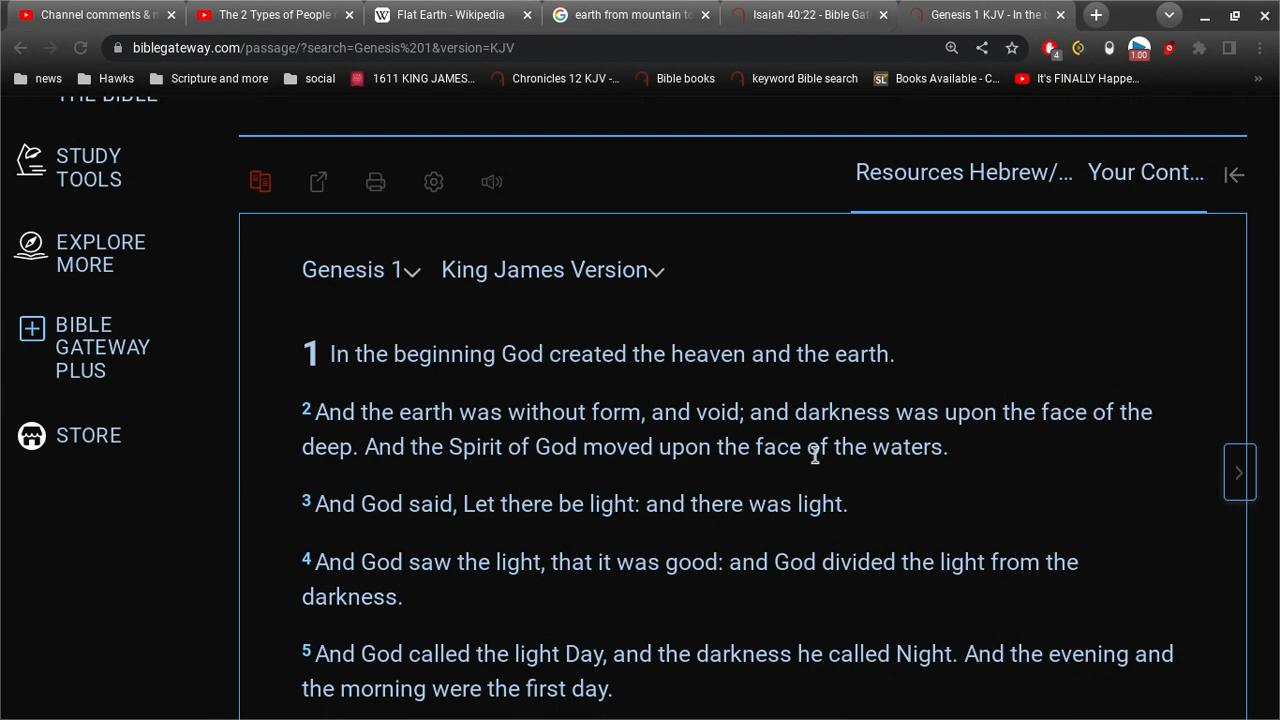 Channel comments & m
The 2 Types of People
Flat Earth - Wikipedia
earth from mountain to
Isaiah 40:22 - Bible Gat
Genesis 1 KJV - In the b
biblegateway.com/passage/?search=Genesis%201&version=KJV
4
1.00
news
Hawks
Scripture and more
social
1611 KING JAMES...
Chronicles 12 KJV -...
Bible books
keyword Bible search
SL
Books Available - C...
It's FINALLY Happe...
»
THE BIBLE
STUDY
TOOLS
EXPLORE
MORE
BIBLE
GATEWAY
PLUS
STORE
Resources Hebrew/... Your Cont...
Genesis 1 King James Version
1 In the beginning God created the heaven and the earth.
2 And the earth was without form, and void; and darkness was upon the face of the
deep. And the Spirit of God moved upon the face of the waters.
3 And God said, Let there be light: and there was light.
4 And God saw the light, that it was good: and God divided the light from the
darkness.
5 And God called the light Day, and the darkness he called Night. And the evening and
the morning were the first day.